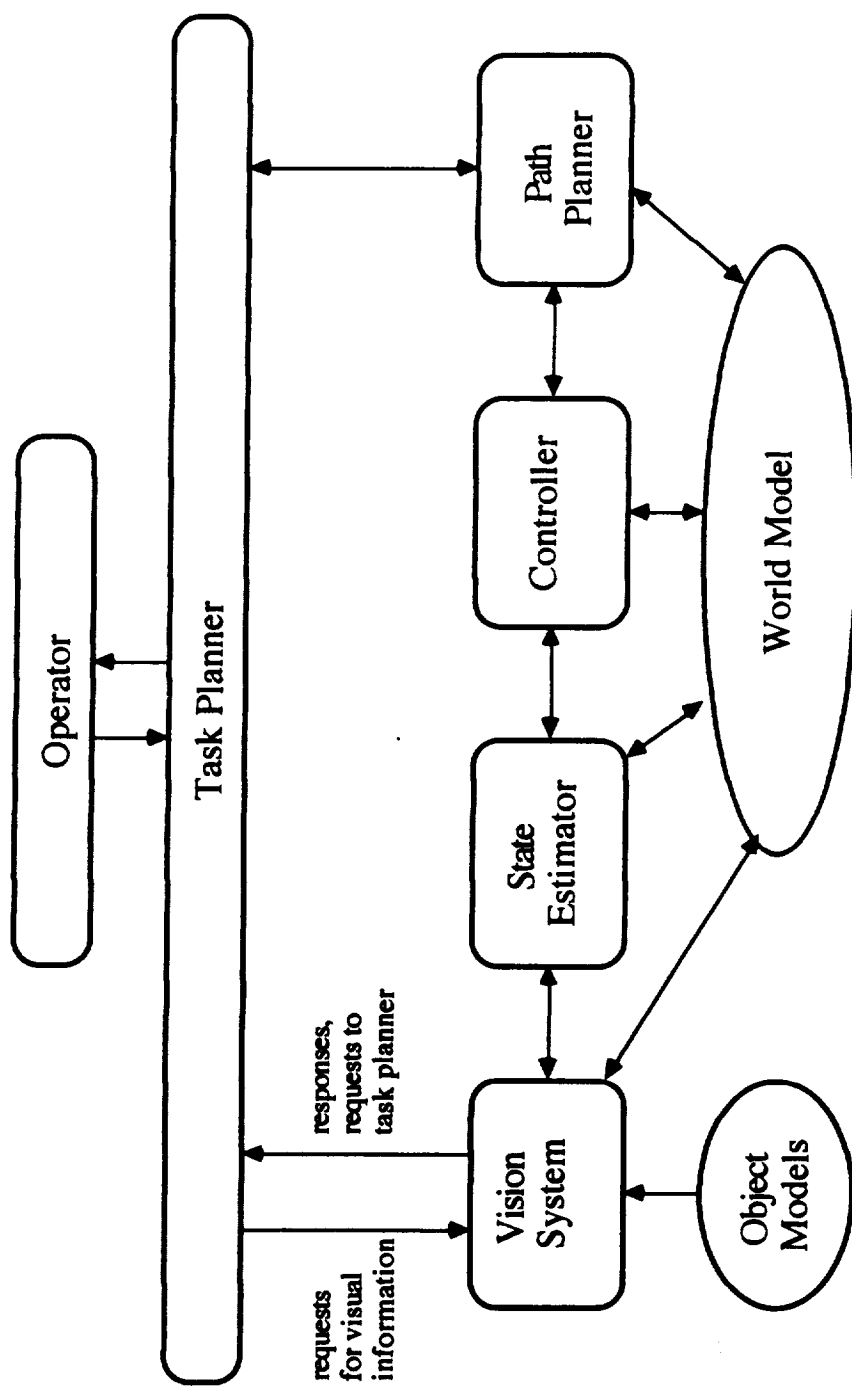 Operator
Task Planner
requests
for visual
information
responses,
requests to
task planner
Vision
System
State
Estimator
Controller
Path
Planner
Object
Models
World Model